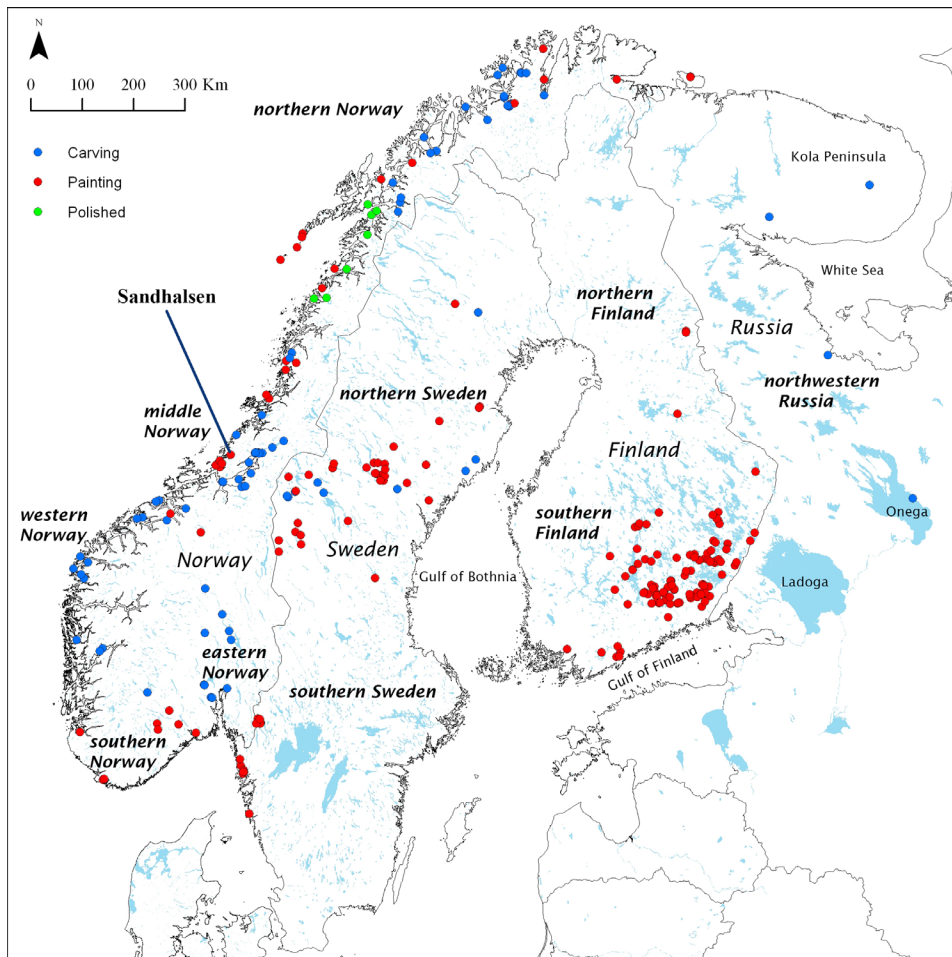 N
0 100 200 300 Km
northern Norway
Carving
Painting
Polished
Kola Peninsula
White Sea
Sandhalsen
northern
Finland
Russia
northwestern
Russia
northern Sweden
middle
Norway
Finland
western
Norway
southern
Finland
Onega
Norway
Sweden
Gulf of Bothnia
Ladoga
eastern
Norway
Gulf of Finland
southern Sweden
southern
Norway